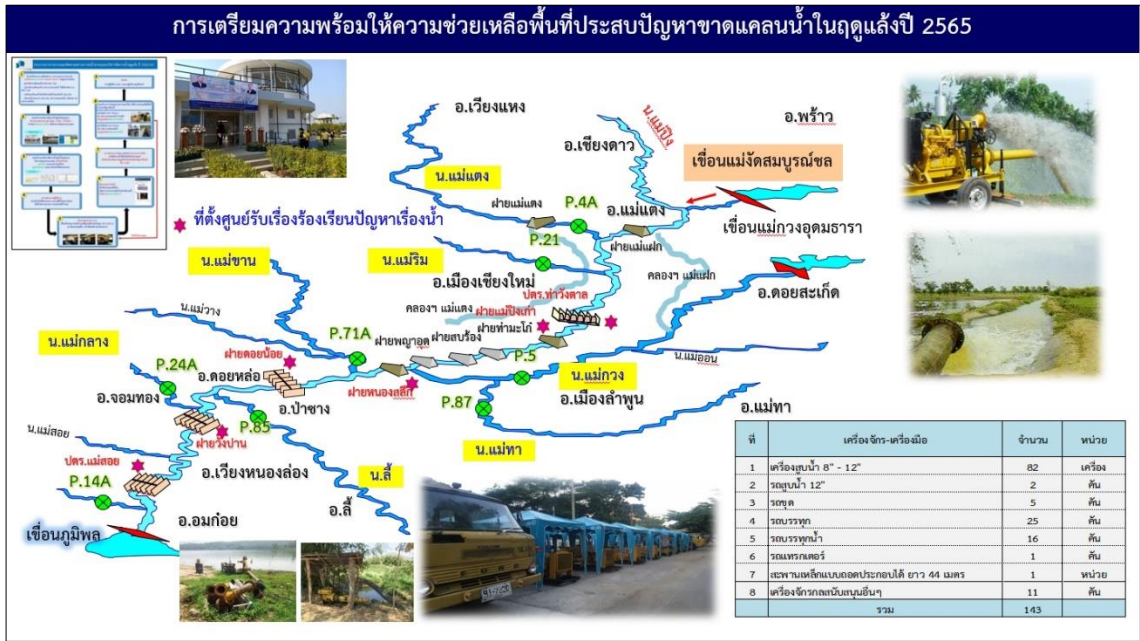 การเตรียมความพร้อมให้ความช่วยเหลือพื้นที่ประสบปัญหาขาดแคลนน้ำในฤดูแล้งปี 2565
อ.เวียงแหง
น.แม่ปิง
อ.พร้าว
อ.เชียงดาว
เขื่อนแม่งัดสมบูรณ์ชล
น.แม่แตง
ฝายแม่แตง
P.4A
อ.แม่แตง
ที่ตั้งศูนย์รับเรื่องร้องเรียนปัญหาเรื่องน้ำ
เขื่อนแม่กวงอุดมธารา
P.21
ฝายแม่แฝก
น.แม่ขาน
น.แม่ริม
อ.เมืองเชียงใหม่
คลองฯ แม่แฝก
อ.ดอยสะเก็ด
ปตร.ท่าวังตาล
น.แม่วาง
คลองฯ แม่แตง
ฝายแม่ปิงเก่า
ฝายท่ามะโก๋
P.71A
ฝายพญาอุต
ฝายสบร้อง
น.แม่กลาง
P.24A
ฝายดอยน้อย
P.5
น.แม่ออน
อ.ดอยหล่อ
น.แม่กวง
ฝายหนองสลีก
อ.จอมทอง
อ.ป่าซาง
P.87
อ.เมืองลำพูน
อ.แม่ทา
P.85
น.แม่สอย
ฝายวังปาน
น.แม่ทา
ปตร.แม่สอย
อ.เวียงหนองล่อง
น.ลี้
P.14A
อ.ลี้
อ.อมก๋อย
เขื่อนภูมิพล
ที่ เครื่องจักร-เครื่องมือ จำนวน หน่วย
1 เครื่องสูบน้ำ 8" - 12" 82 เครื่อง
2 รถสูบน้ำ 12" 2 คัน
3 รถขุด 5 คัน
4 รถบรรทุก 25 คัน
5 รถบรรทุกน้ำ 16 คัน
6 รถแทรกเตอร์ 1 คัน
7 สะพานเหล็กแบบถอดประกอบได้ ยาว 44 เมตร 1 หน่วย
8 เครื่องจักรกลสนับสนุนอื่นๆ 11 คัน
รวม 143